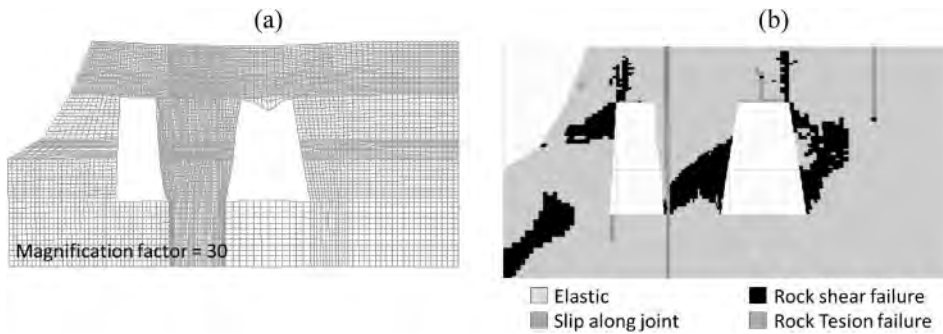 (a)
(b)
Magnification factor = 30
Elastic
Rock shear failure
Slip along joint
Rock Tesion failure